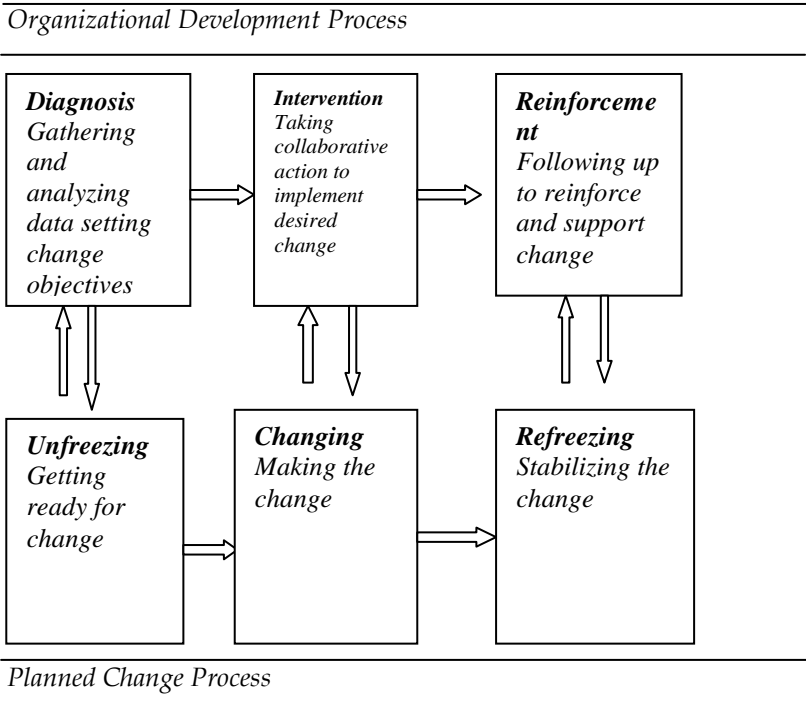 Organizational Development Process
Diagnosis
Gathering
and
analyzing
data setting
change
objectives
Intervention
Taking
collaborative
action to
implement
desired
change
Reinforceme
nt
Following up
to reinforce
and support
change
Unfreezing
Getting
ready for
change
Changing
Making the
change
Refreezing
Stabilizing the
change
Planned Change Process